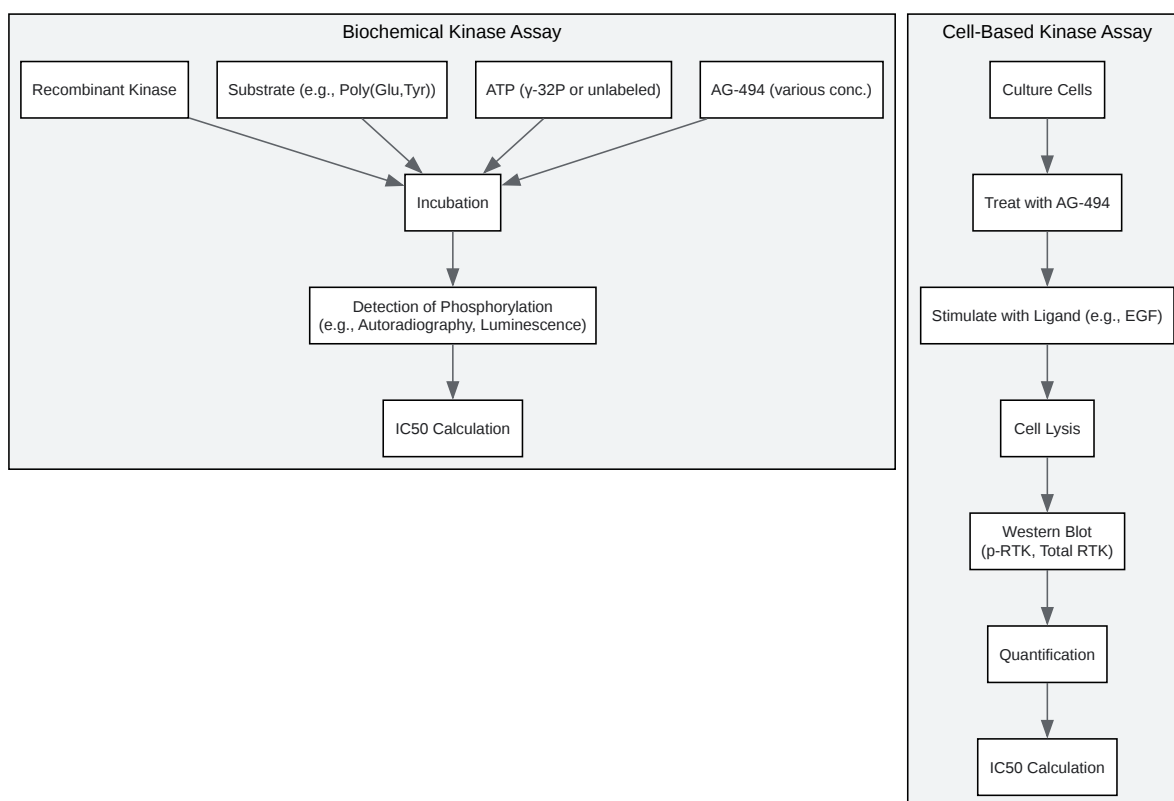 Biochemical Kinase Assay
Recombinant Kinase
Substrate (e.g., Poly(Glu,Tyr))
ATP (γ-32P or unlabeled)
AG-494 (various conc.)
Incubation
Detection of Phosphorylation
(e.g., Autoradiography, Luminescence)
IC50 Calculation
Cell-Based Kinase Assay
Culture Cells
Treat with AG-494
Stimulate with Ligand (e.g., EGF)
Cell Lysis
Western Blot
(p-RTK, Total RTK)
Quantification
IC50 Calculation